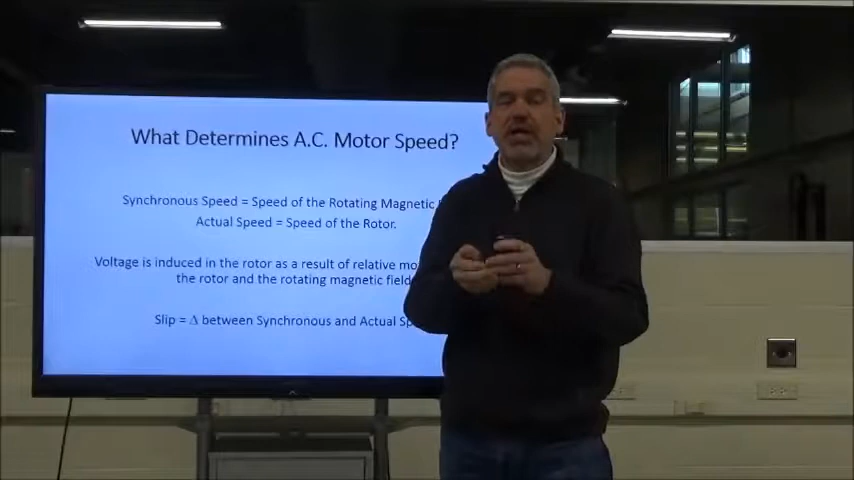 What Determines A.C. Motor Speed?
Synchronous Speed = Speed of the Rotating Magnetic
Actual Speed = Speed of the Rotor.
Voltage is induced in the rotor as a result of relative
the rotor and the rotating magnetic field
Slip = Δ between Synchronous and Actual